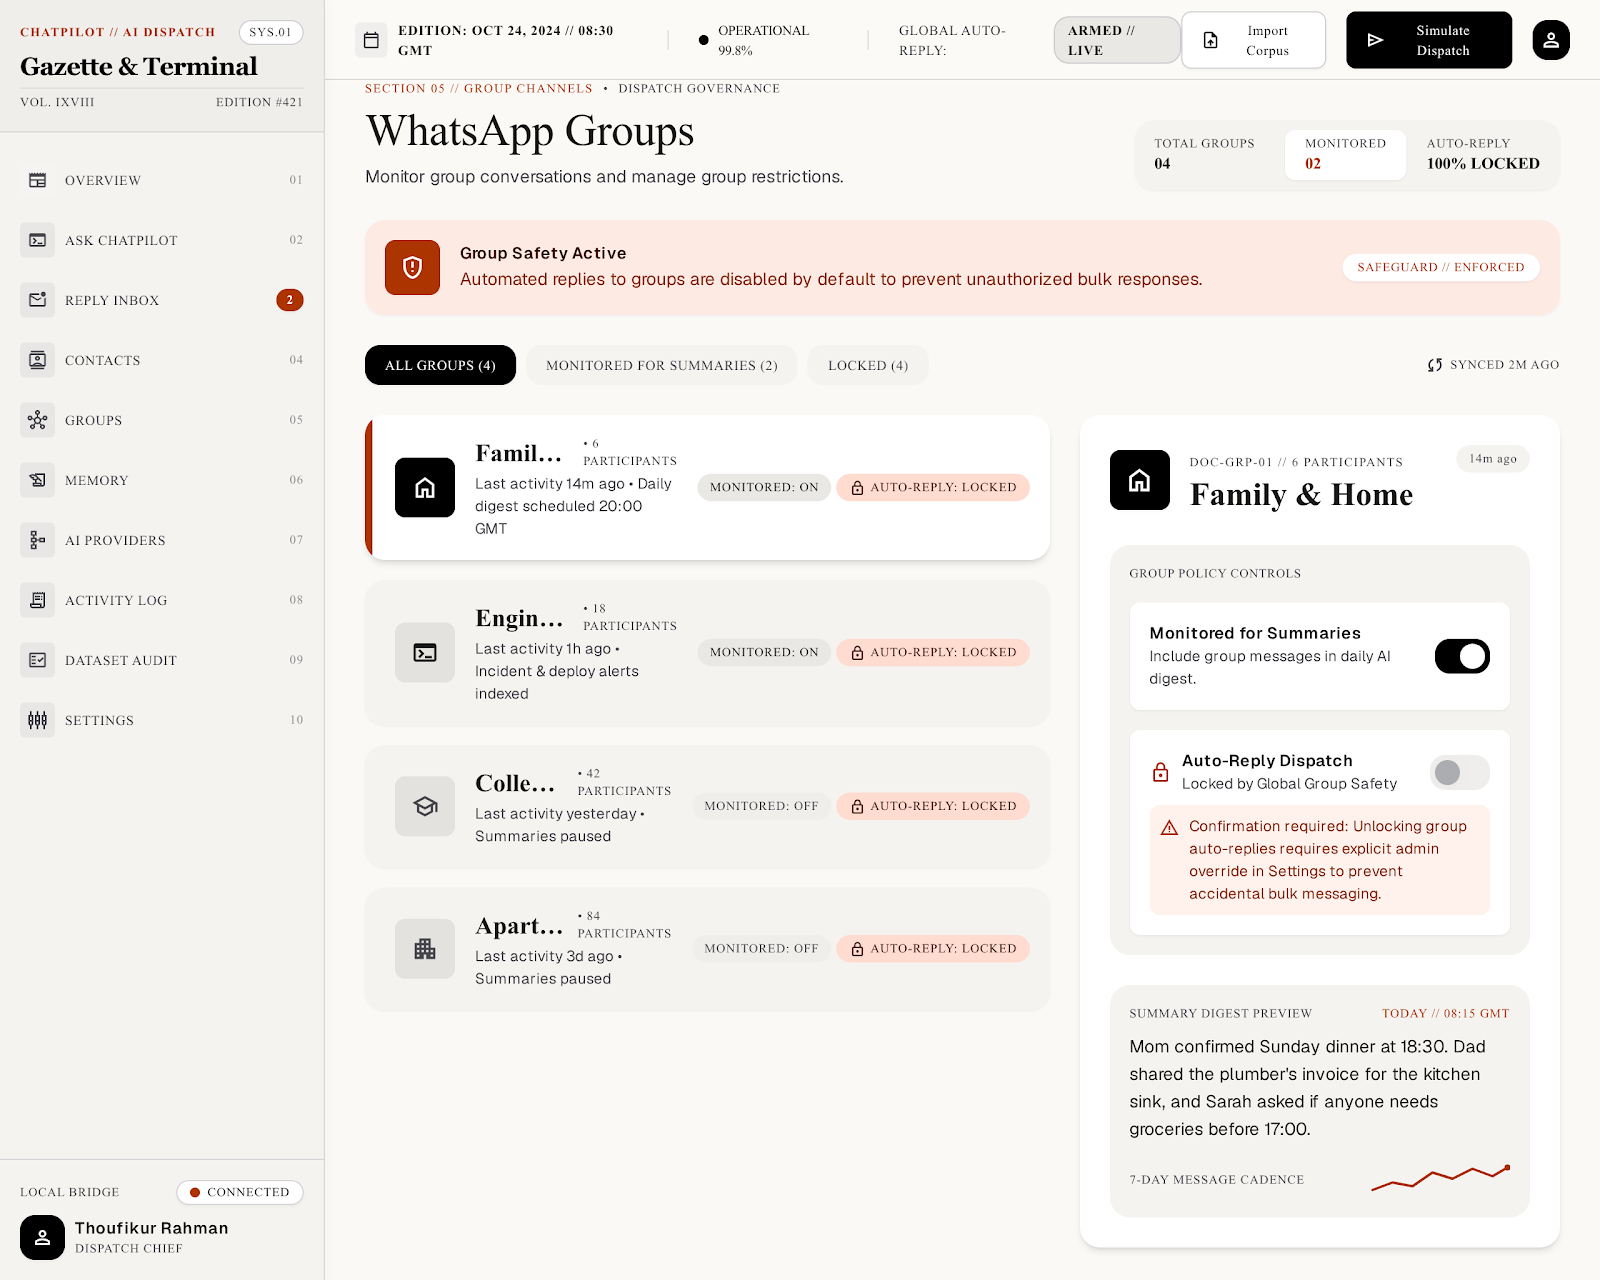 CHATPILOT // AI DISPATCH
SYS.01
Gazette & Terminal
VOL. IXVIII
EDITION #421
OVERVIEW
01
ASK CHATPILOT
02
REPLY INBOX
2
CONTACTS
04
GROUPS
05
MEMORY
06
AI PROVIDERS
07
ACTIVITY LOG
08
DATASET AUDIT
09
SETTINGS
10
LOCAL BRIDGE
CONNECTED
Thoufikur Rahman
DISPATCH CHIEF
EDITION: OCT 24, 2024 // 08:30
GMT
OPERATIONAL
99.8%
GLOBAL AUTO-
REPLY:
ARMED //
LIVE
Import
Corpus
Simulate
Dispatch
SECTION 05 // GROUP CHANNELS • DISPATCH GOVERNANCE
WhatsApp Groups
Monitor group conversations and manage group restrictions.
TOTAL GROUPS
04
MONITORED
02
AUTO-REPLY
100% LOCKED
Group Safety Active
Automated replies to groups are disabled by default to prevent unauthorized bulk responses.
SAFEGUARD // ENFORCED
ALL GROUPS (4)
MONITORED FOR SUMMARIES (2)
LOCKED (4)
SYNCED 2M AGO
Famil...
• 6
PARTICIPANTS
Last activity 14m ago • Daily
digest scheduled 20:00
GMT
MONITORED: ON
AUTO-REPLY: LOCKED
Engin...
• 18
PARTICIPANTS
Last activity 1h ago •
Incident & deploy alerts
indexed
MONITORED: ON
AUTO-REPLY: LOCKED
Colle...
• 42
PARTICIPANTS
Last activity yesterday •
Summaries paused
MONITORED: OFF
AUTO-REPLY: LOCKED
Apart...
• 84
PARTICIPANTS
Last activity 3d ago •
Summaries paused
MONITORED: OFF
AUTO-REPLY: LOCKED
DOC-GRP-01 // 6 PARTICIPANTS
14m ago
Family & Home
GROUP POLICY CONTROLS
Monitored for Summaries
Include group messages in daily AI
digest.
Auto-Reply Dispatch
Locked by Global Group Safety
Confirmation required: Unlocking group
auto-replies requires explicit admin
override in Settings to prevent
accidental bulk messaging.
SUMMARY DIGEST PREVIEW
TODAY // 08:15 GMT
Mom confirmed Sunday dinner at 18:30. Dad
shared the plumber's invoice for the kitchen
sink, and Sarah asked if anyone needs
groceries before 17:00.
7-DAY MESSAGE CADENCE